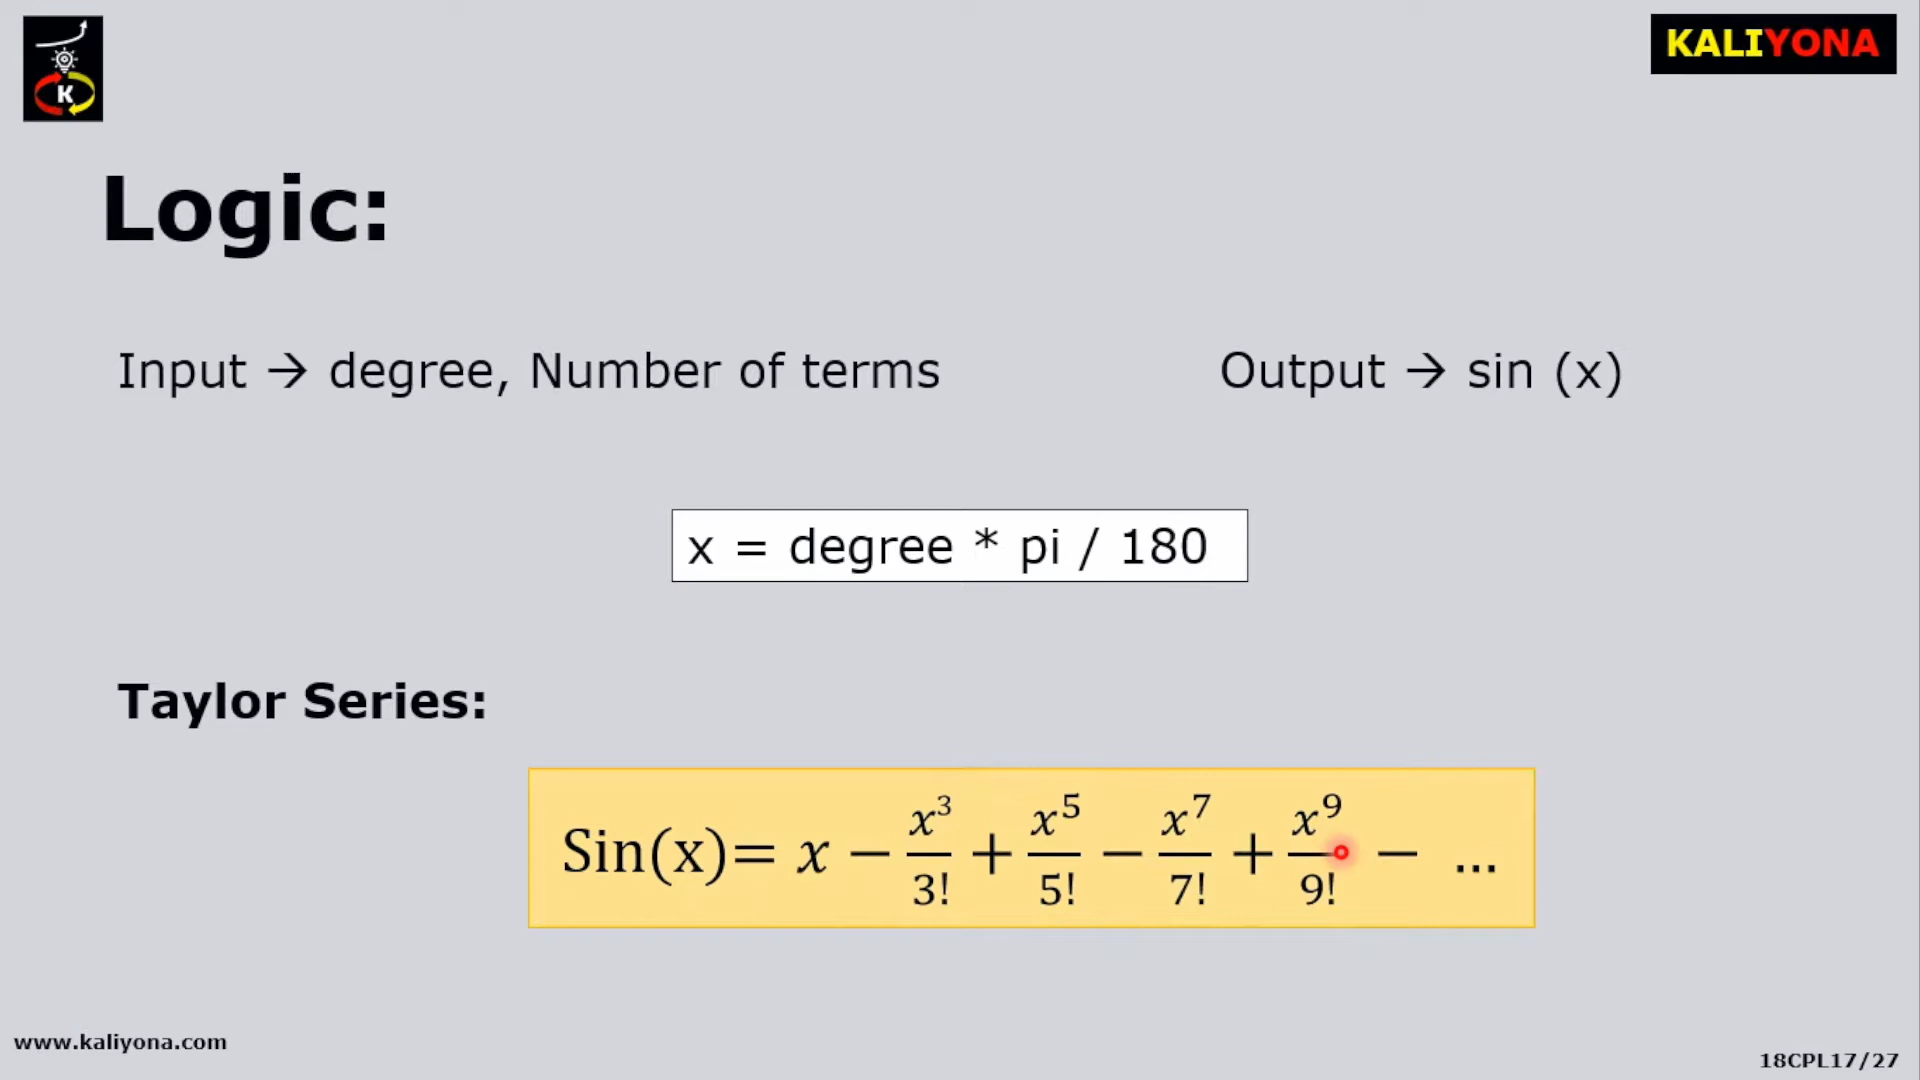 K
KALIYONA
Logic:
Input → degree, Number of terms
Output → sin (x)
x = degree * pi / 180
Taylor Series:
Sin(x)= x − x³/3! + x⁵/5! − x⁷/7! + x⁹/9! − ...
www.kaliyona.com
18CPL17/27